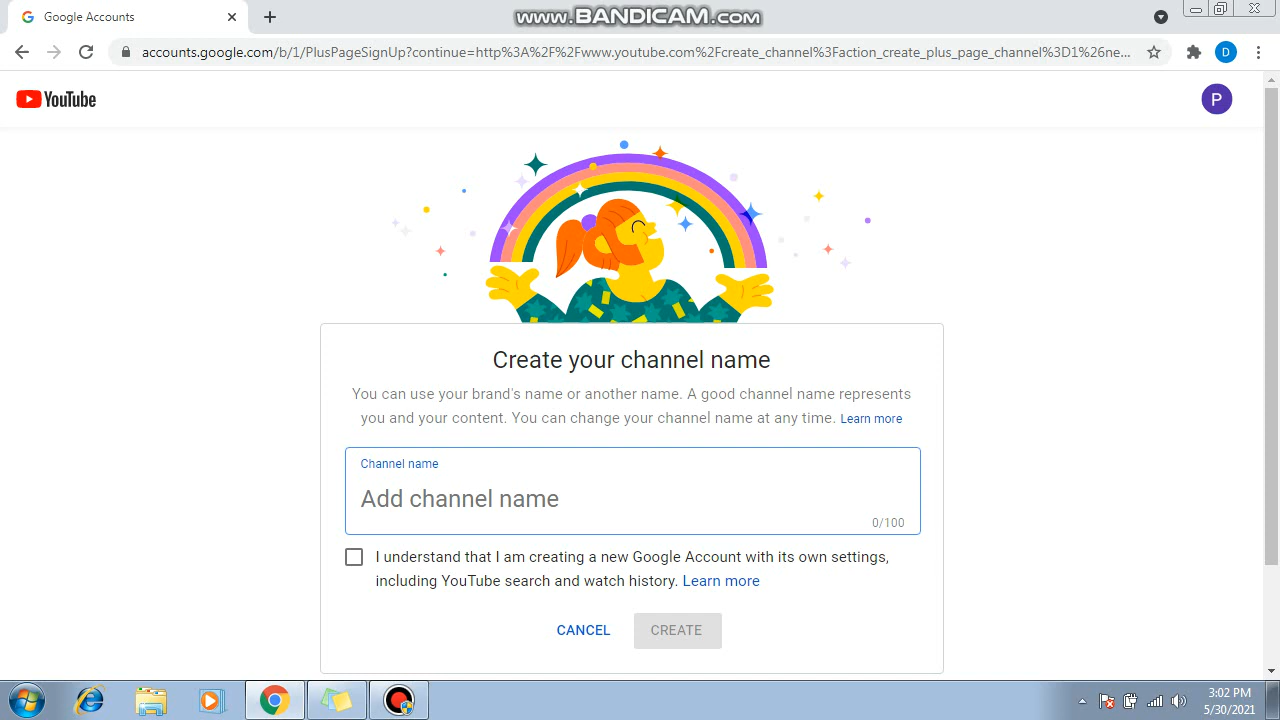 Google Accounts
www.BANDICAM.com
accounts.google.com/b/1/PlusPageSignUp?continue=http%3A%2F%2Fwww.youtube.com%2Fcreate_channel%3Faction_create_plus_page_channel%3D1%26ne...
D
YouTube
P
Create your channel name
You can use your brand's name or another name. A good channel name represents
you and your content. You can change your channel name at any time. Learn more
Channel name
Add channel name
0/100
I understand that I am creating a new Google Account with its own settings,
including YouTube search and watch history. Learn more
CANCEL
CREATE
3:02 PM
5/30/2021